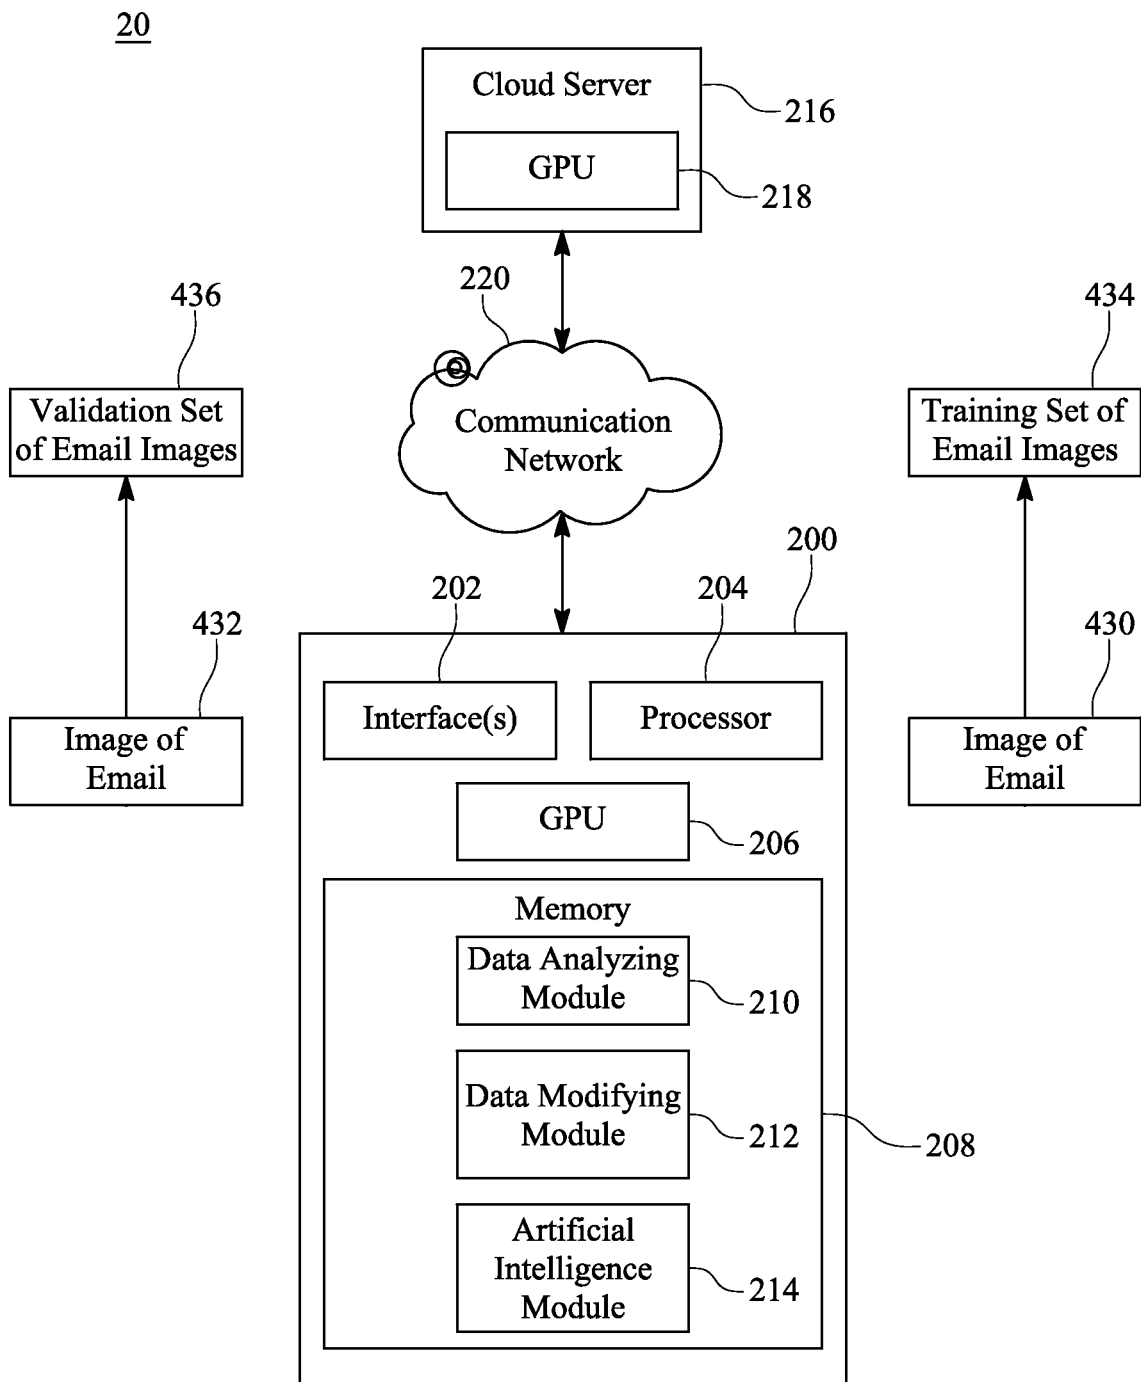 20
Cloud Server
216
GPU
218
220
436
434
Validation Set
of Email Images
Communication
Network
Training Set of
Email Images
200
202
204
432
430
Interface(s)
Processor
Image of
Email
Image of
Email
GPU
206
Memory
Data Analyzing
Module
210
Data Modifying
Module
212
208
Artificial
Intelligence
Module
214